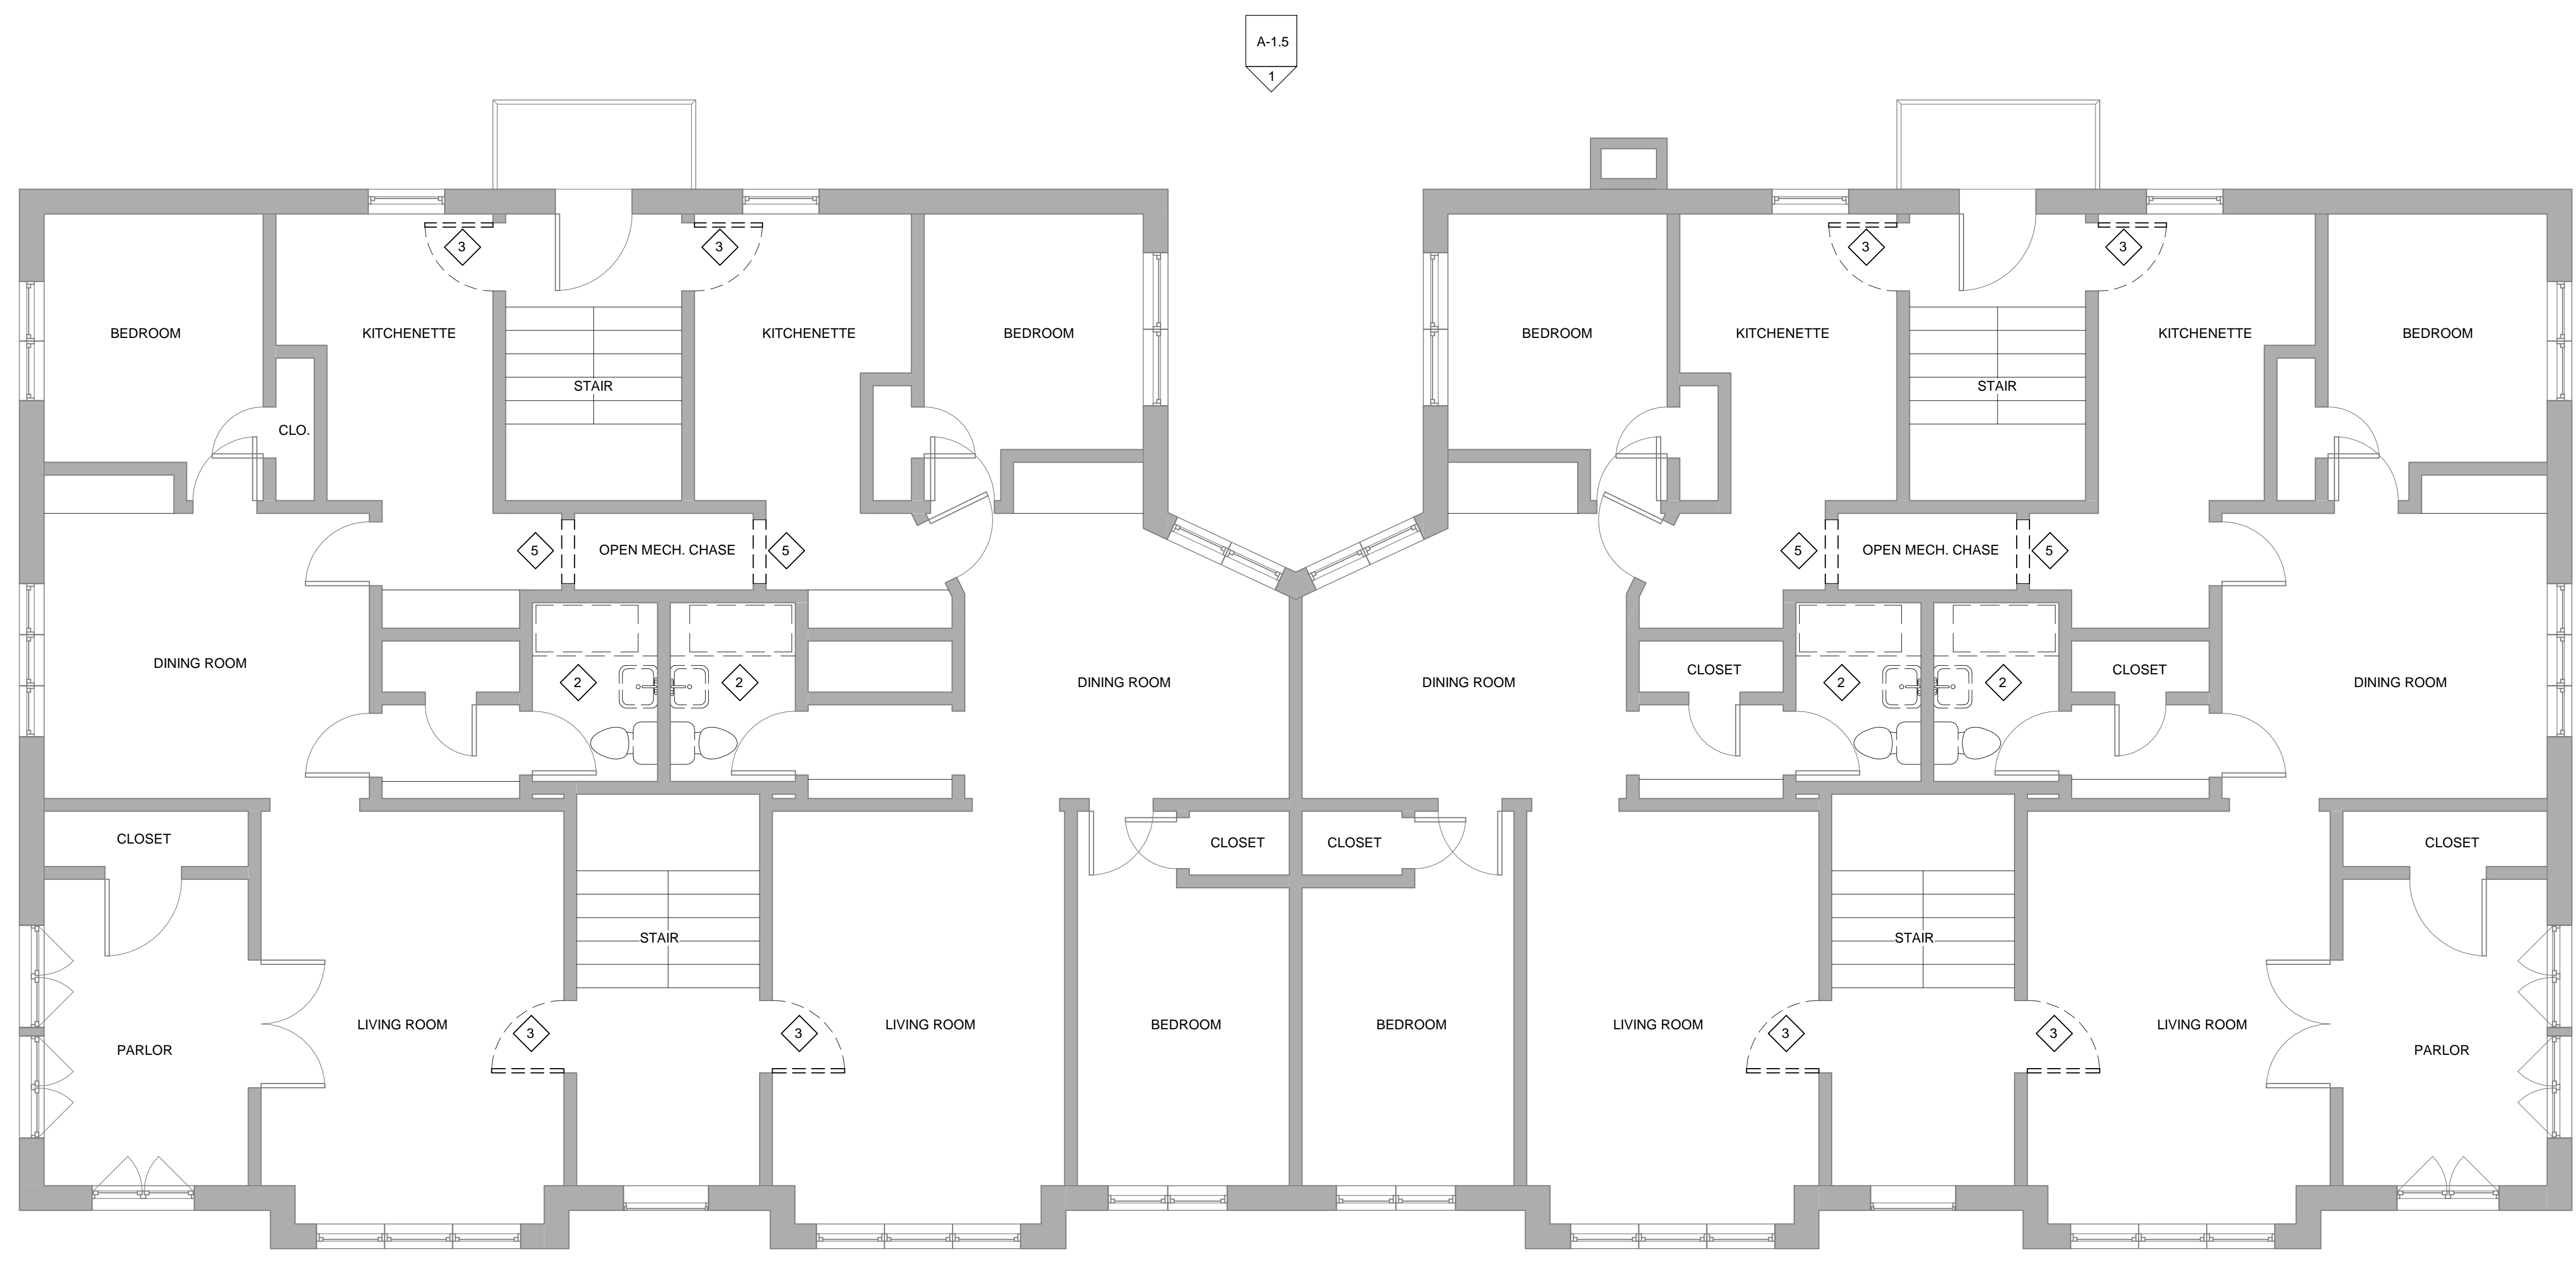 A-1.5
1
3
3
3
3
BEDROOM
KITCHENETTE
KITCHENETTE
BEDROOM
BEDROOM
KITCHENETTE
KITCHENETTE
BEDROOM
STAIR
STAIR
CLO.
5
OPEN MECH. CHASE
5
5
OPEN MECH. CHASE
5
DINING ROOM
2
2
DINING ROOM
DINING ROOM
CLOSET
2
2
CLOSET
DINING ROOM
CLOSET
CLOSET
CLOSET
CLOSET
STAIR
STAIR
PARLOR
LIVING ROOM
3
3
LIVING ROOM
BEDROOM
BEDROOM
LIVING ROOM
3
3
LIVING ROOM
PARLOR